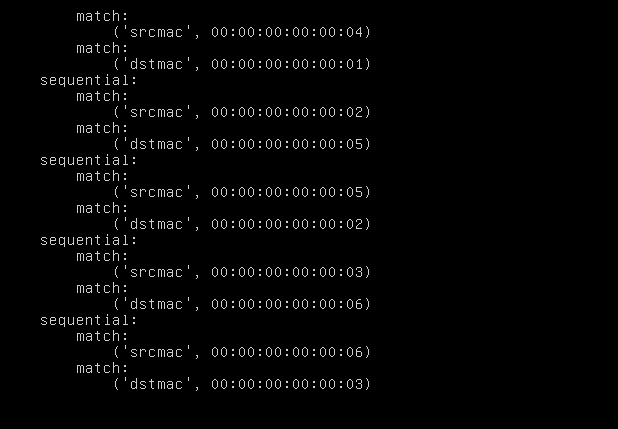 match:
('srcmac', 00:00:00:00:00:04)
match:
('dstmac', 00:00:00:00:00:01)
sequential:
match:
('srcmac', 00:00:00:00:00:02)
match:
('dstmac', 00:00:00:00:00:05)
sequential:
match:
('srcmac', 00:00:00:00:00:05)
match:
('dstmac', 00:00:00:00:00:02)
sequential:
match:
('srcmac', 00:00:00:00:00:03)
match:
('dstmac', 00:00:00:00:00:06)
sequential:
match:
('srcmac', 00:00:00:00:00:06)
match:
('dstmac', 00:00:00:00:00:03)